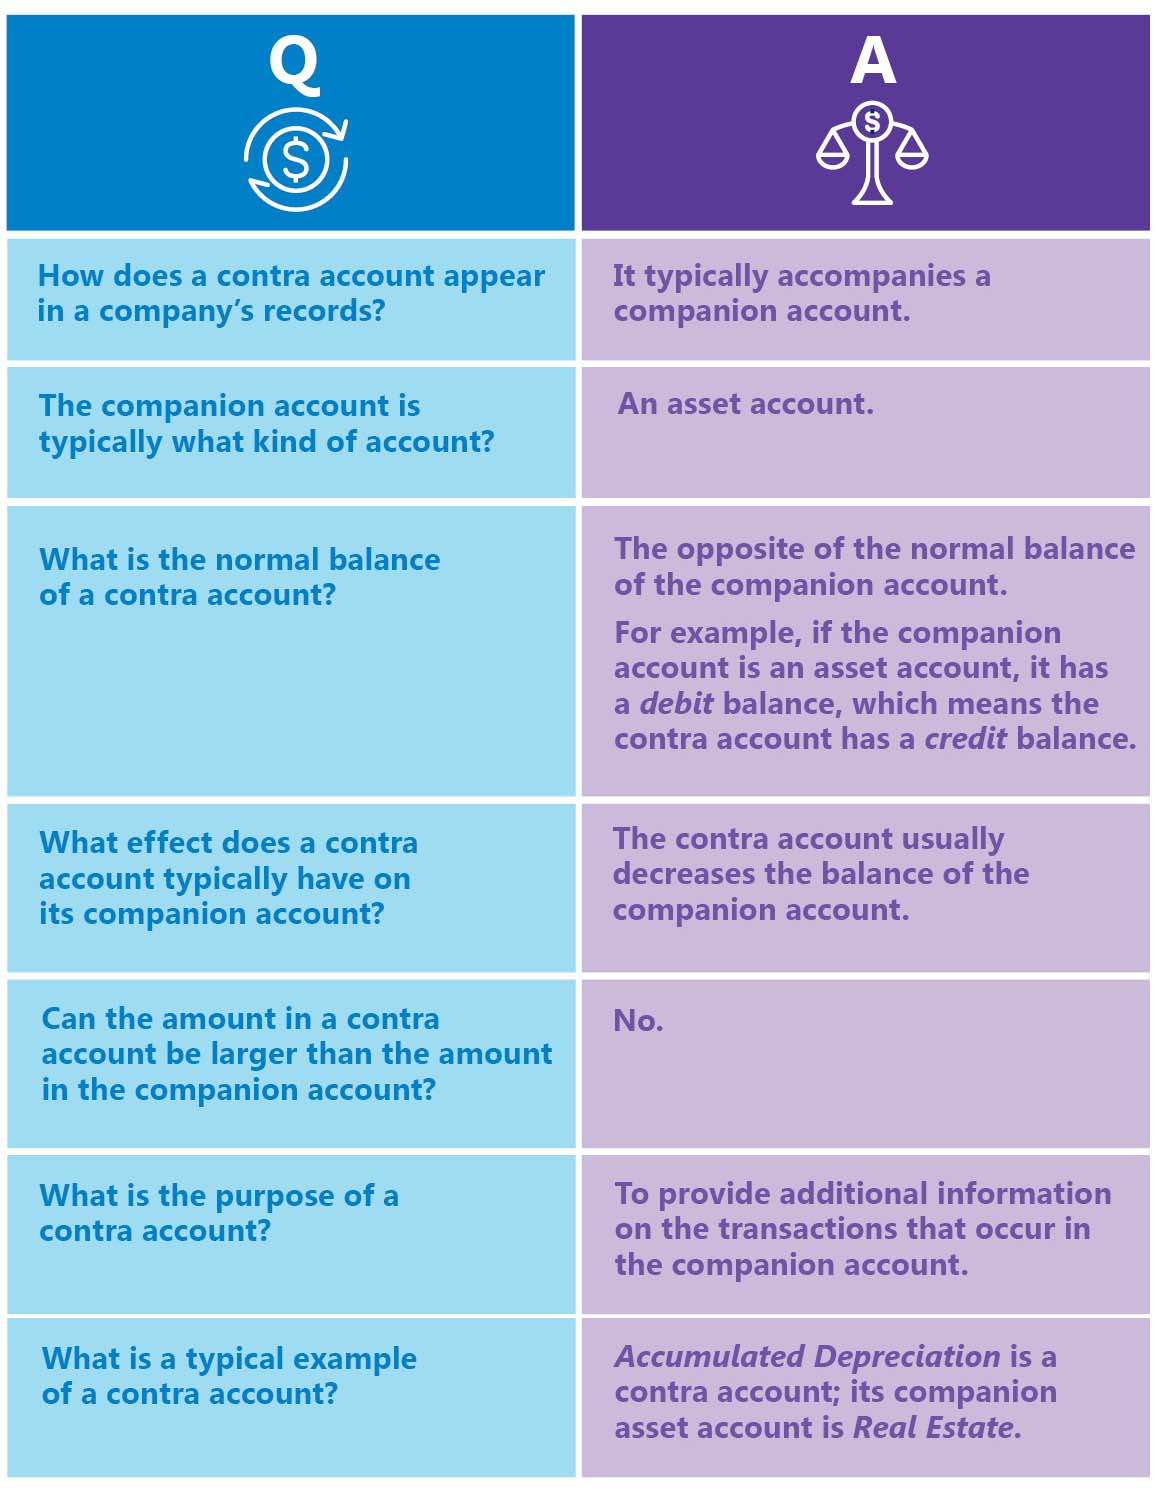 Q
A
$
$
How does a contra account appear
in a company’s records?
It typically accompanies a
companion account.
The companion account is
typically what kind of account?
An asset account.
What is the normal balance
of a contra account?
The opposite of the normal balance
of the companion account.
For example, if the companion
account is an asset account, it has
a debit balance, which means the
contra account has a credit balance.
What effect does a contra
account typically have on
its companion account?
The contra account usually
decreases the balance of the
companion account.
Can the amount in a contra
account be larger than the amount
in the companion account?
No.
What is the purpose of a
contra account?
To provide additional information
on the transactions that occur in
the companion account.
What is a typical example
of a contra account?
Accumulated Depreciation is a
contra account; its companion
asset account is Real Estate.